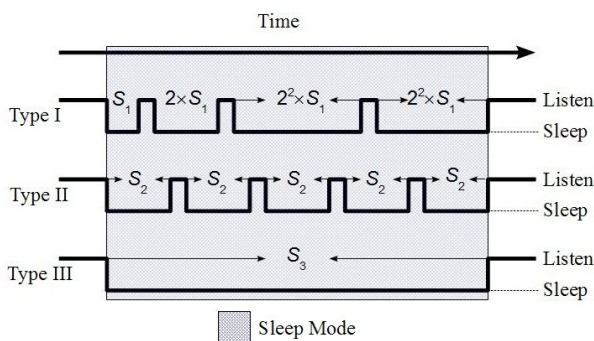 Time
S₁ 2×S₁ 2²×S₁ 2²×S₁ Listen
Type I
Sleep
S₂ S₂ S₂ S₂ S₂ Listen
Type II
Sleep
S₃ Listen
Type III
Sleep
Sleep Mode